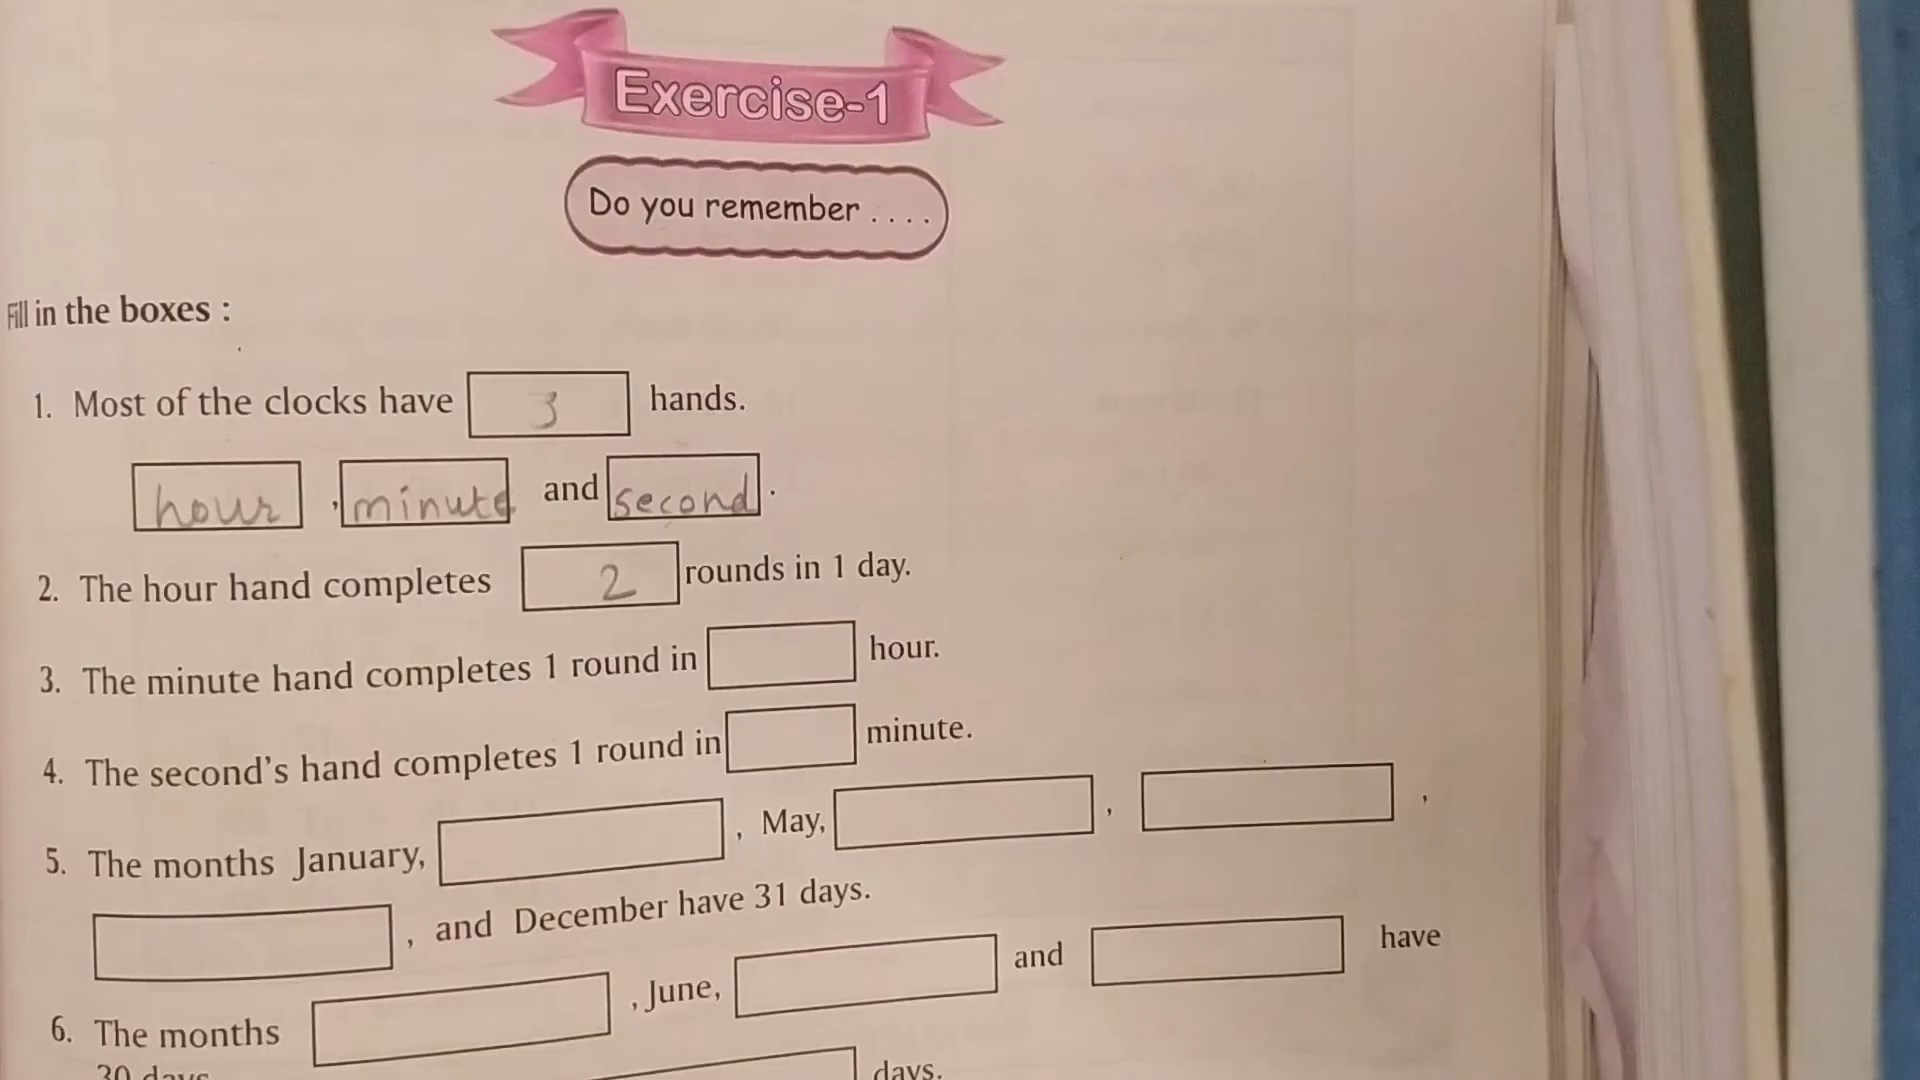 Exercise-1
Do you remember ....
Fill in the boxes :
1. Most of the clocks have 3 hands.
hour , minute and second .
2. The hour hand completes 2 rounds in 1 day.
3. The minute hand completes 1 round in hour.
4. The second's hand completes 1 round in minute.
5. The months January, , May, , ,
, and December have 31 days.
6. The months , June, and have
30 days
days.